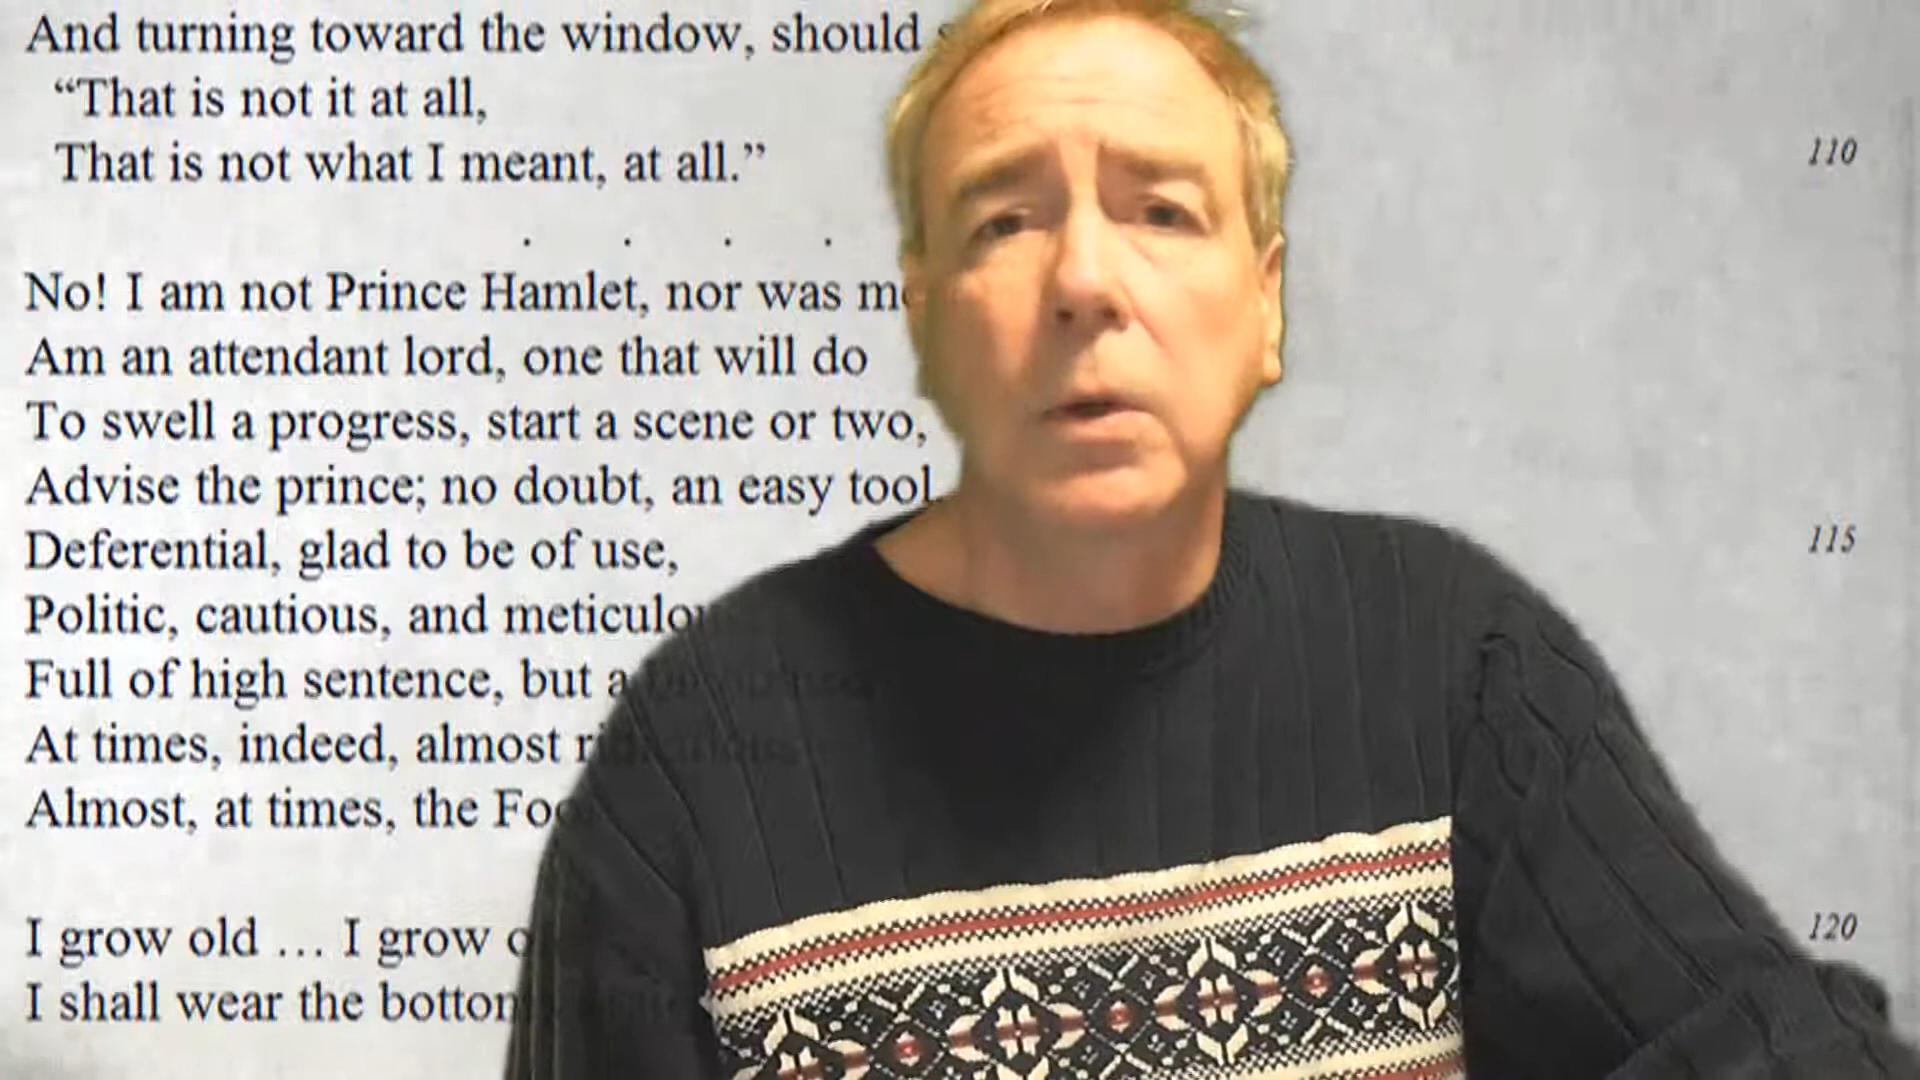 And turning toward the window, should
“That is not it at all,
That is not what I meant, at all.”
110
. . . .
No! I am not Prince Hamlet, nor was
Am an attendant lord, one that will do
To swell a progress, start a scene or two,
Advise the prince; no doubt, an easy tool,
Deferential, glad to be of use,
115
Politic, cautious, and
Full of high sentence, but a
At times, indeed, almost
Almost, at times, the
I grow old … I grow
120
I shall wear the